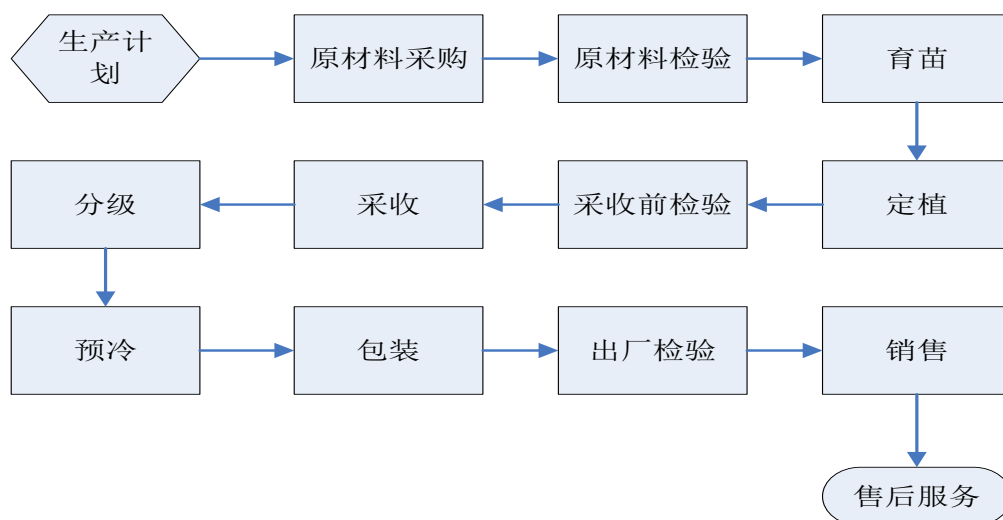 生产计
划
原材料采购
原材料检验
育苗
定植
采收前检验
采收
分级
预冷
包装
出厂检验
销售
售后服务